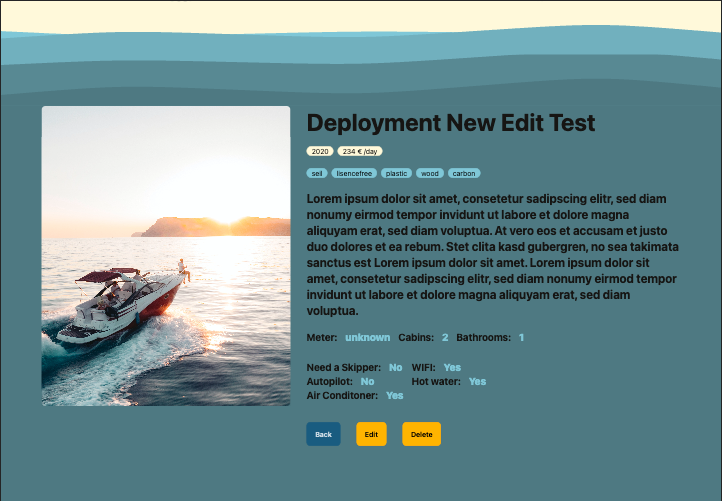 Deployment New Edit Test
2020 234 € /day
sell lisencefree plastic wood carbon
Lorem ipsum dolor sit amet, consetetur sadipscing elitr, sed diam
nonumy eirmod tempor invidunt ut labore et dolore magna
aliquyam erat, sed diam voluptua. At vero eos et accusam et justo
duo dolores et ea rebum. Stet clita kasd gubergren, no sea takimata
sanctus est Lorem ipsum dolor sit amet. Lorem ipsum dolor sit
amet, consetetur sadipscing elitr, sed diam nonumy eirmod tempor
invidunt ut labore et dolore magna aliquyam erat, sed diam
voluptua.
Meter: unknown Cabins: 2 Bathrooms: 1
Need a Skipper: No WIFI: Yes
Autopilot: No Hot water: Yes
Air Conditoner: Yes
Back Edit Delete